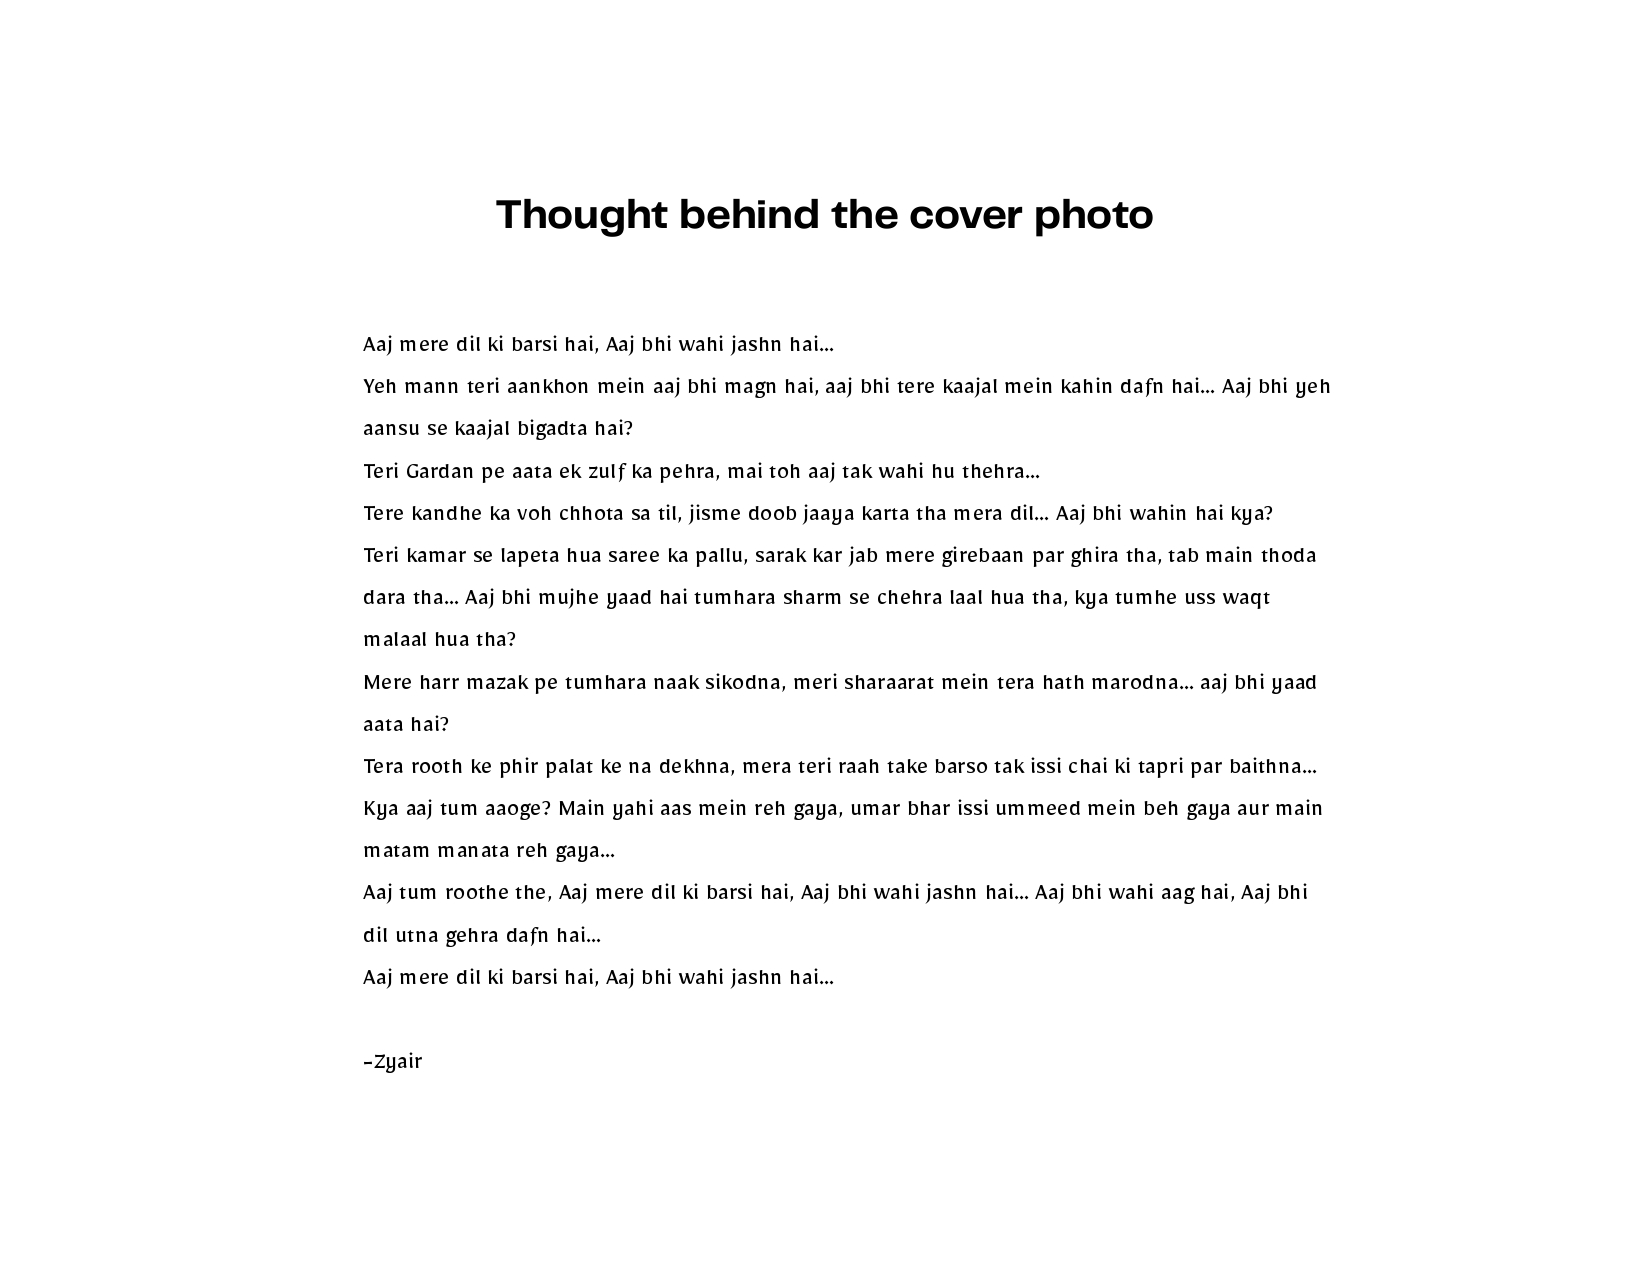 Thought behind the cover photo
Aaj mere dil ki barsi hai, Aaj bhi wahi jashn hai...
Yeh mann teri aankhon mein aaj bhi magn hai, aaj bhi tere kaajal mein kahin dafn hai... Aaj bhi yeh
aansu se kaajal bigadta hai?
Teri Gardan pe aata ek zulf ka pehra, mai toh aaj tak wahi hu thehra...
Tere kandhe ka voh chhota sa til, jisme doob jaaya karta tha mera dil... Aaj bhi wahin hai kya?
Teri kamar se lapeta hua saree ka pallu, sarak kar jab mere girebaan par ghira tha, tab main thoda
dara tha... Aaj bhi mujhe yaad hai tumhara sharm se chehra laal hua tha, kya tumhe uss waqt
malaal hua tha?
Mere harr mazak pe tumhara naak sikodna, meri sharaarat mein tera hath marodna... aaj bhi yaad
aata hai?
Tera rooth ke phir palat ke na dekhna, mera teri raah take barso tak issi chai ki tapri par baithna...
Kya aaj tum aaoge? Main yahi aas mein reh gaya, umar bhar issi ummeed mein beh gaya aur main
matam manata reh gaya...
Aaj tum roothe the, Aaj mere dil ki barsi hai, Aaj bhi wahi jashn hai... Aaj bhi wahi aag hai, Aaj bhi
dil utna gehra dafn hai...
Aaj mere dil ki barsi hai, Aaj bhi wahi jashn hai...
-Zyair